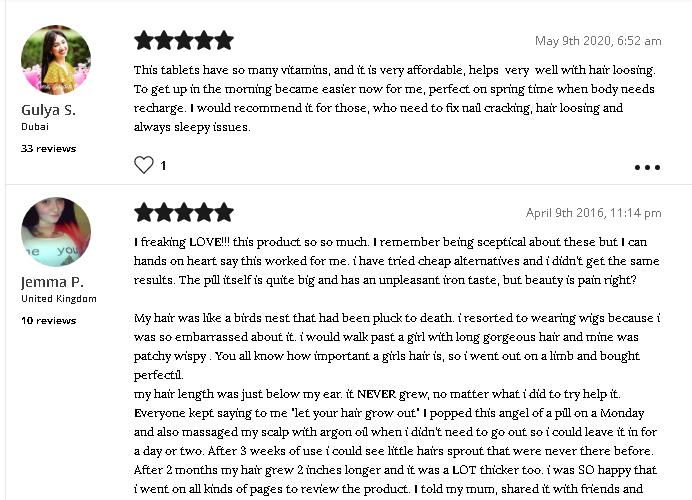 May 9th 2020, 6:52 am
This tablets have so many vitamins, and it is very affordable, helps very well with hair loosing.
To get up in the morning became easier now for me, perfect on spring time when body needs
recharge. I would recommend it for those, who need to fix nail cracking, hair loosing and
always sleepy issues.
Gulya S.
Dubai
33 reviews
1
April 9th 2016, 11:14 pm
I freaking LOVE!!! this product so so much. I remember being sceptical about these but I can
hands on heart say this worked for me. i have tried cheap alternatives and i didn't get the same
results. The pill itself is quite big and has an unpleasant iron taste, but beauty is pain right?
Jemma P.
United Kingdom
10 reviews
My hair was like a birds nest that had been pluck to death. i resorted to wearing wigs because i
was so embarrassed about it. i would walk past a girl with long gorgeous hair and mine was
patchy wispy . You all know how important a girls hair is, so i went out on a limb and bought
perfectil.
my hair length was just below my ear. it NEVER grew, no matter what i did to try help it.
Everyone kept saying to me "let your hair grow out" I popped this angel of a pill on a Monday
and also massaged my scalp with argon oil when i didn't need to go out so i could leave it in for
a day or two. After 3 weeks of use i could see little hairs sprout that were never there before.
After 2 months my hair grew 2 inches longer and it was a LOT thicker too. i was SO happy that
i went on all kinds of pages to review the product. I told my mum, shared it with friends and